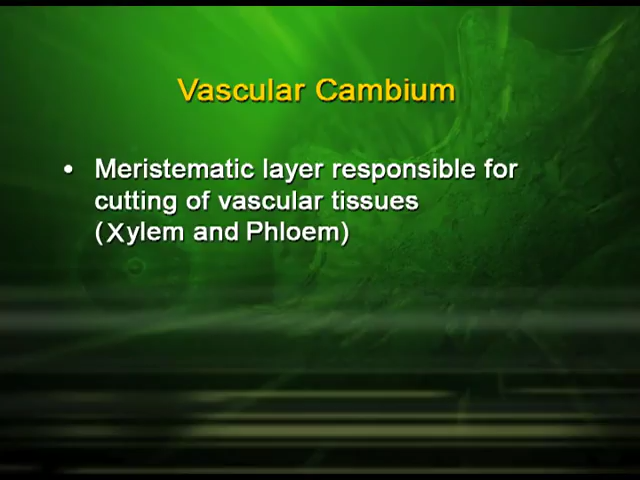 Vascular Cambium
• Meristematic layer responsible for
cutting of vascular tissues
(Xylem and Phloem)